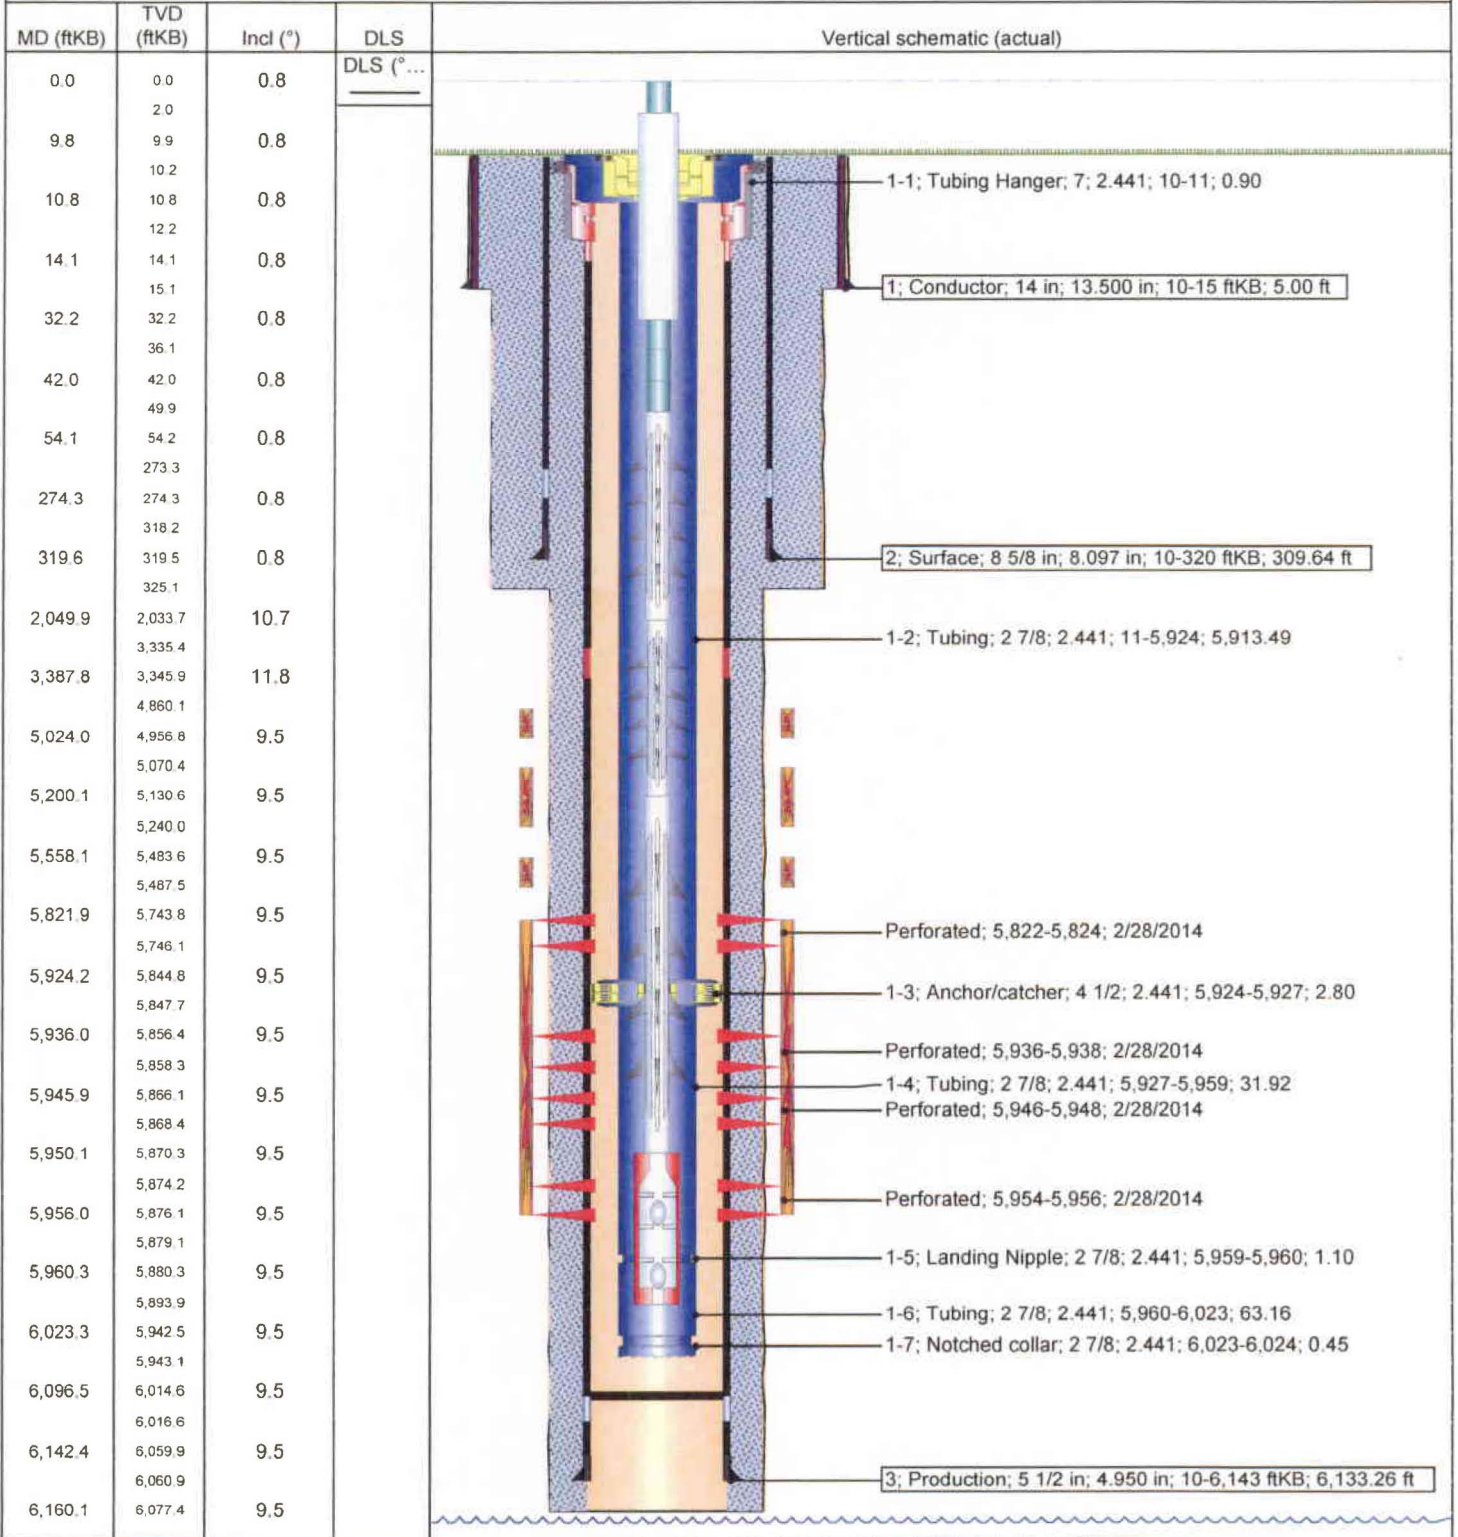 MD (ftKB) TVD (ftKB) Incl (°) DLS Vertical schematic (actual)
DLS (°...
0.0 0.0 0.8
2.0
9.8 9.9 0.8
10.2
10.8 10.8 0.8
12.2
14.1 14.1 0.8
15.1
32.2 32.2 0.8
36.1
42.0 42.0 0.8
49.9
54.1 54.2 0.8
273.3
274.3 274.3 0.8
318.2
319.6 319.5 0.8
325.1
2,049.9 2,033.7 10.7
3,335.4
3,387.8 3,345.9 11.8
4,860.1
5,024.0 4,956.8 9.5
5,070.4
5,200.1 5,130.6 9.5
5,240.0
5,558.1 5,483.6 9.5
5,487.5
5,821.9 5,743.8 9.5
5,746.1
5,924.2 5,844.8 9.5
5,847.7
5,936.0 5,856.4 9.5
5,858.3
5,945.9 5,866.1 9.5
5,868.4
5,950.1 5,870.3 9.5
5,874.2
5,956.0 5,876.1 9.5
5,879.1
5,960.3 5,880.3 9.5
5,893.9
6,023.3 5,942.5 9.5
5,943.1
6,096.5 6,014.6 9.5
6,016.6
6,142.4 6,059.9 9.5
6,060.9
6,160.1 6,077.4 9.5
1-1; Tubing Hanger; 7; 2.441; 10-11; 0.90
1; Conductor; 14 in; 13.500 in; 10-15 ftKB; 5.00 ft
2; Surface; 8 5/8 in; 8.097 in; 10-320 ftKB; 309.64 ft
1-2; Tubing; 2 7/8; 2.441; 11-5,924; 5,913.49
Perforated; 5,822-5,824; 2/28/2014
1-3; Anchor/catcher; 4 1/2; 2.441; 5,924-5,927; 2.80
Perforated; 5,936-5,938; 2/28/2014
1-4; Tubing; 2 7/8; 2.441; 5,927-5,959; 31.92
Perforated; 5,946-5,948; 2/28/2014
Perforated; 5,954-5,956; 2/28/2014
1-5; Landing Nipple; 2 7/8; 2.441; 5,959-5,960; 1.10
1-6; Tubing; 2 7/8; 2.441; 5,960-6,023; 63.16
1-7; Notched collar; 2 7/8; 2.441; 6,023-6,024; 0.45
3; Production; 5 1/2 in; 4.950 in; 10-6,143 ftKB; 6,133.26 ft